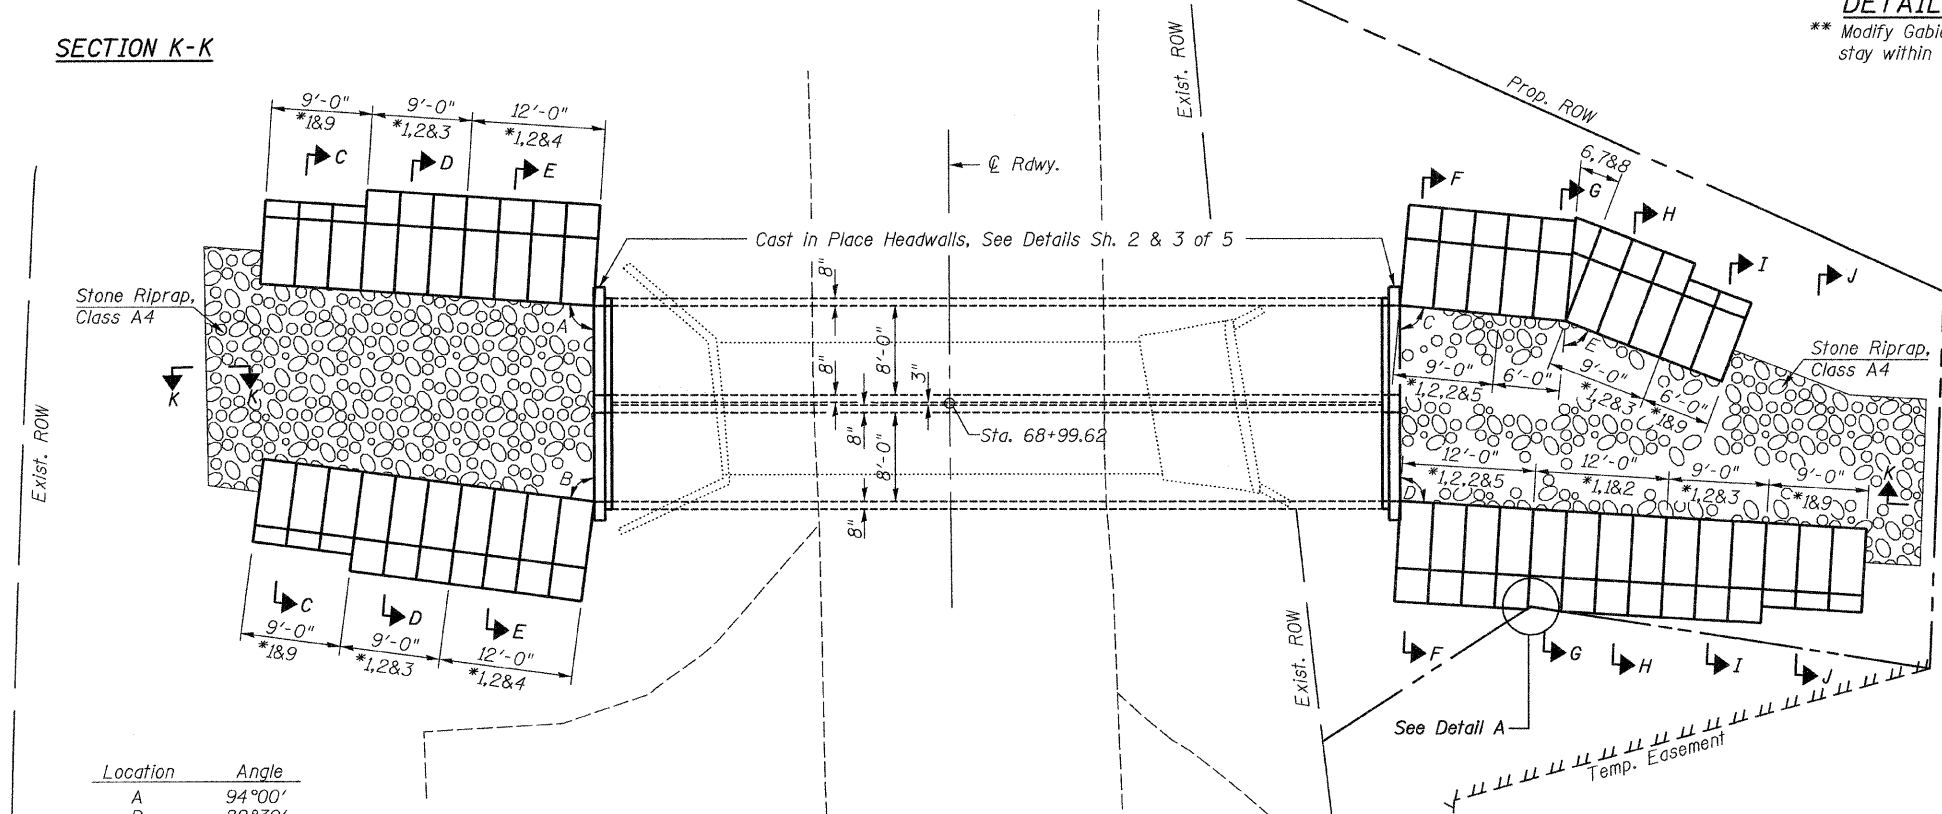 SECTION K-K
DETAIL
** Modify
stay within
9'-0"
*1&9
9'-0"
*1,2&3
12'-0"
*1,2&4
C
D
E
Exist. ROW
Prop. ROW
℄ Rdwy.
6,7&8
F
G
H
I
J
Cast in Place Headwalls, See Details Sh. 2 & 3 of 5
Stone Riprap,
Class A4
Stone Riprap,
Class A4
8"
8"
8'-0"
3"
8"
8'-0"
8"
A
B
C
D
E
K
K
K
Sta. 68+99.62
9'-0"
*1,2,2&5
6'-0"
9'-0"
*1,2&3
6'-0"
*1&9
12'-0"
*1,2,2&5
12'-0"
*1,1&2
9'-0"
*1,2&3
9'-0"
*1&9
Exist. ROW
C
D
E
9'-0"
*1&9
9'-0"
*1,2&3
12'-0"
*1,2&4
Exist. ROW
F
G
H
I
J
See Detail A
Temp. Easement
Location Angle
A 94°00'